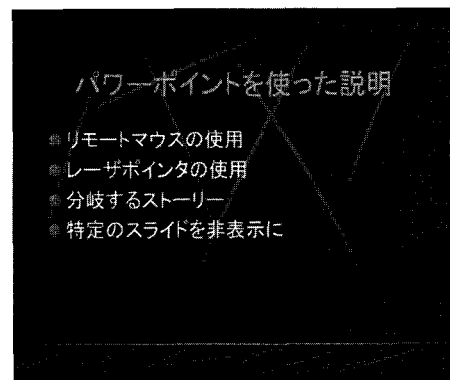 パワーポイントを使った説明
リモートマウスの使用
レーザポインタの使用
分岐するストーリー
特定のスライドを非表示に